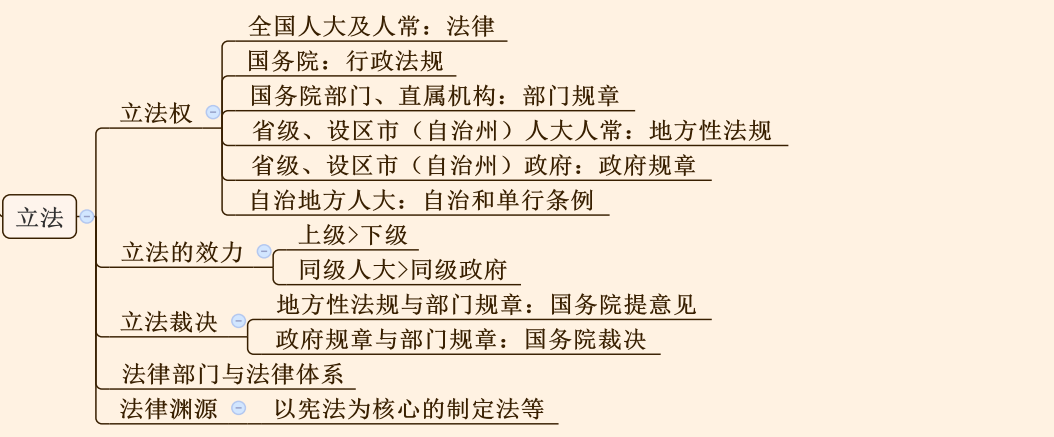 立法
立法权
全国人大及人常：法律
国务院：行政法规
国务院部门、直属机构：部门规章
省级、设区市（自治州）人大人常：地方性法规
省级、设区市（自治州）政府：政府规章
自治地方人大：自治和单行条例
立法的效力
上级>下级
同级人大>同级政府
立法裁决
地方性法规与部门规章：国务院提意见
政府规章与部门规章：国务院裁决
法律部门与法律体系
法律渊源
以宪法为核心的制定法等